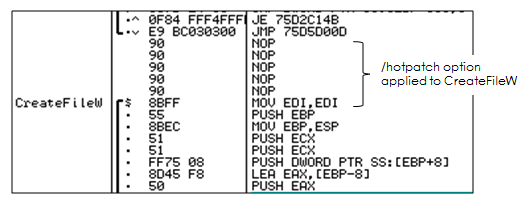 0F84 FFF4FFFF JE 75D2C14B
E9 BC030300 JMP 75D5D00D
90 NOP
90 NOP
90 NOP
90 NOP
90 NOP
CreateFileW $ 8BFF MOV EDI,EDI
55 PUSH EBP
8BEC MOV EBP,ESP
51 PUSH ECX
51 PUSH ECX
FF75 08 PUSH DWORD PTR SS:[EBP+8]
8D45 F8 LEA EAX,[EBP-8]
50 PUSH EAX
/hotpatch option
applied to CreateFileW